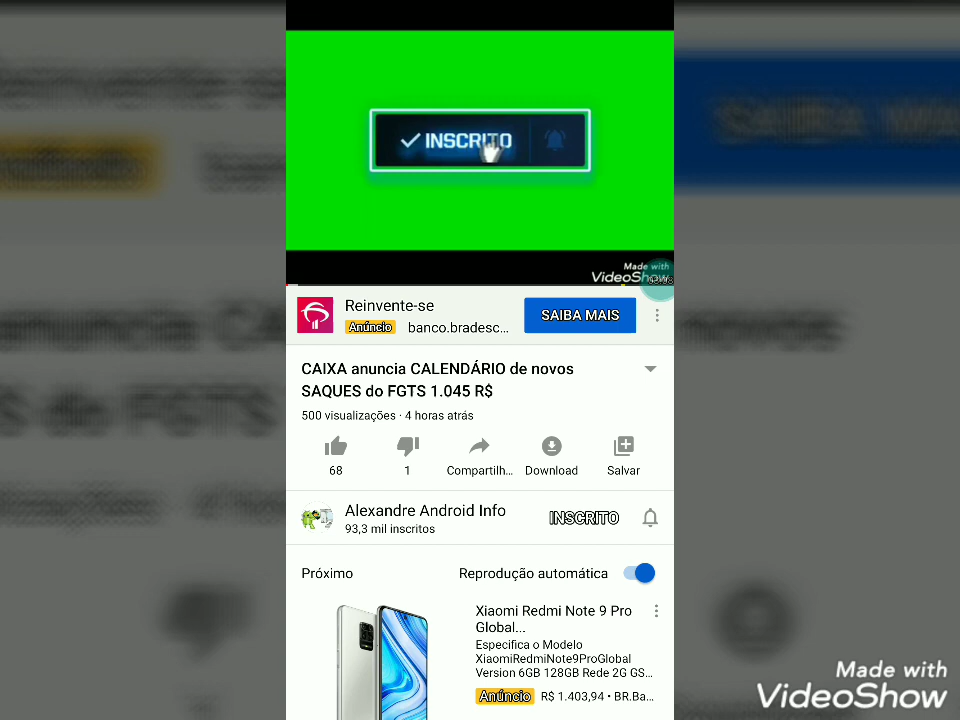 INSCRITO
Made with
VideoShow
Reinvente-se
Anúncio banco.bradesc...
SAIBA MAIS
CAIXA anuncia CALENDÁRIO de novos
SAQUES do FGTS 1.045 R$
500 visualizações · 4 horas atrás
68 1 Compartilh... Download Salvar
Alexandre Android Info
93,3 mil inscritos
INSCRITO
Próximo Reprodução automática
Xiaomi Redmi Note 9 Pro
Global...
Especifica o Modelo
XiaomiRedmiNote9ProGlobal
Version 6GB 128GB Rede 2G GS...
Anúncio R$ 1.403,94 • BR.Ba...
Made with
VideoShow